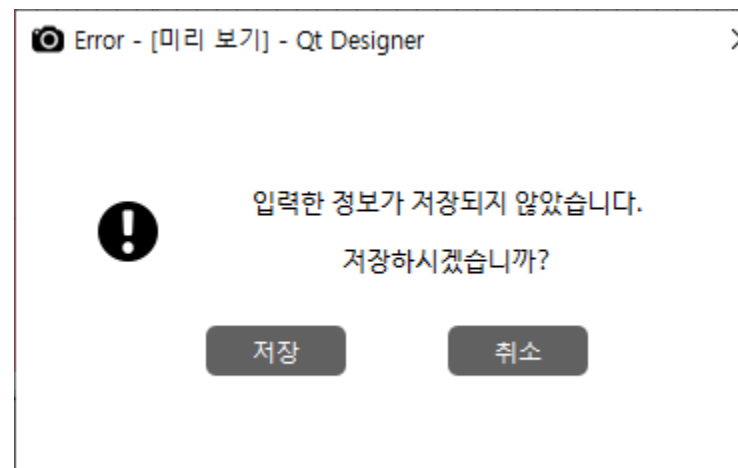 Error - [미리 보기] - Qt Designer
입력한 정보가 저장되지 않았습니다.
저장하시겠습니까?
저장
취소